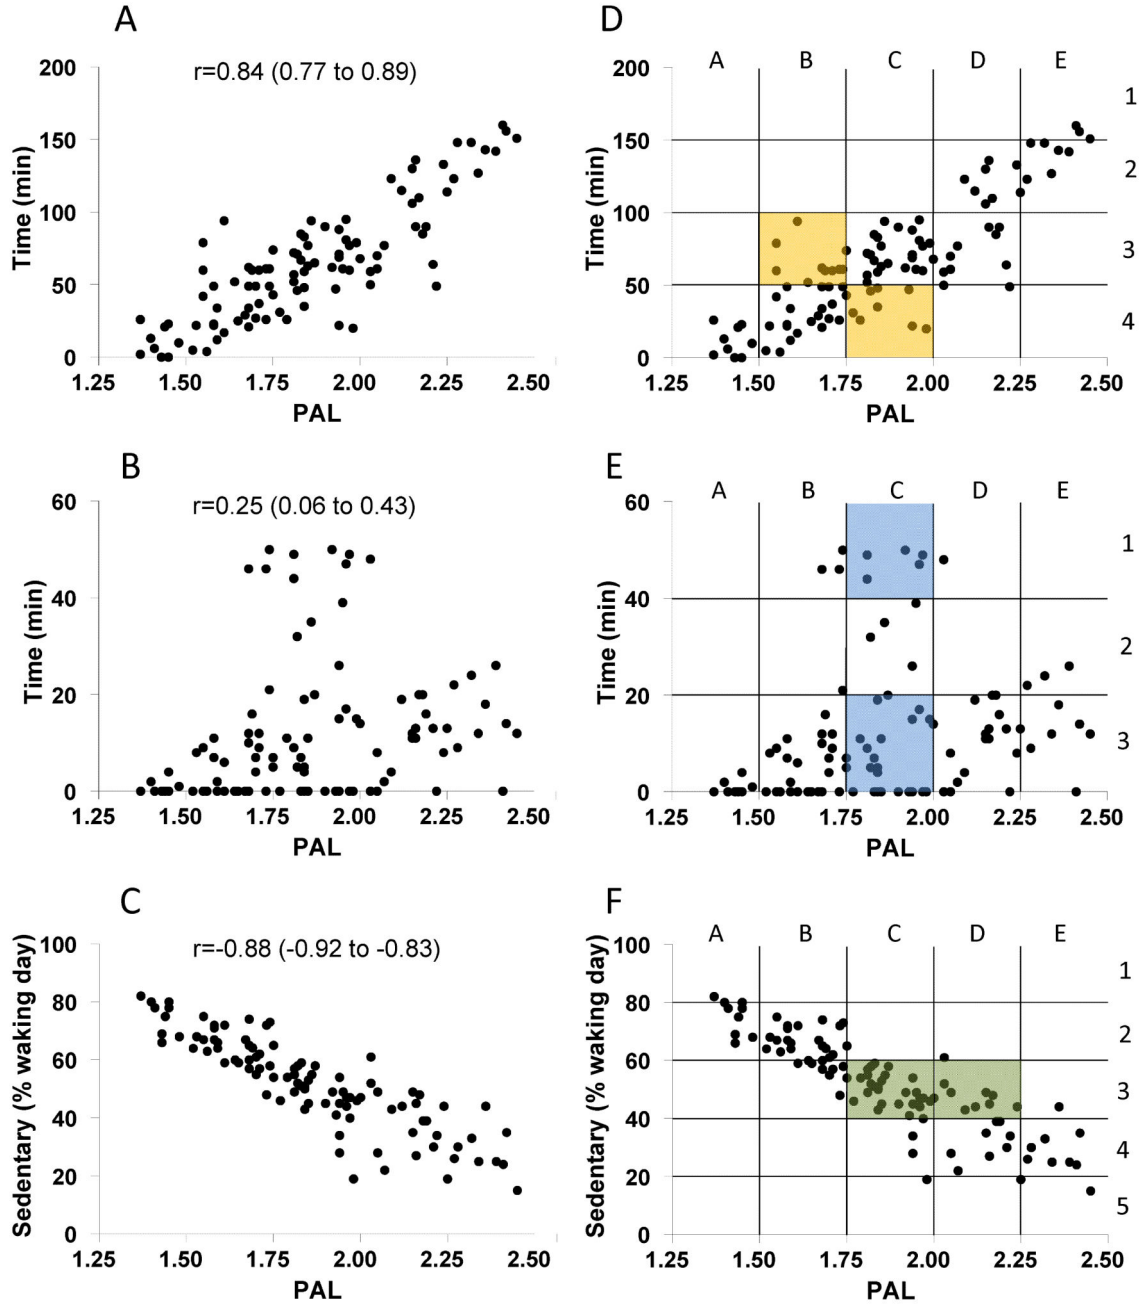 A
r=0.84 (0.77 to 0.89)
Time (min)
200
150
100
50
0
1.25 1.50 1.75 2.00 2.25 2.50
PAL
D
A B C D E
Time (min)
200
150
100
50
0
1
2
3
4
1.25 1.50 1.75 2.00 2.25 2.50
PAL
B
r=0.25 (0.06 to 0.43)
Time (min)
60
40
20
0
1.25 1.50 1.75 2.00 2.25 2.50
PAL
E
A B C D E
Time (min)
60
40
20
0
1
2
3
1.25 1.50 1.75 2.00 2.25 2.50
PAL
C
r=-0.88 (-0.92 to -0.83)
Sedentary (% waking day)
100
80
60
40
20
0
1.25 1.50 1.75 2.00 2.25 2.50
PAL
F
A B C D E
Sedentary (% waking day)
100
80
60
40
20
0
1
2
3
4
5
1.25 1.50 1.75 2.00 2.25 2.50
PAL